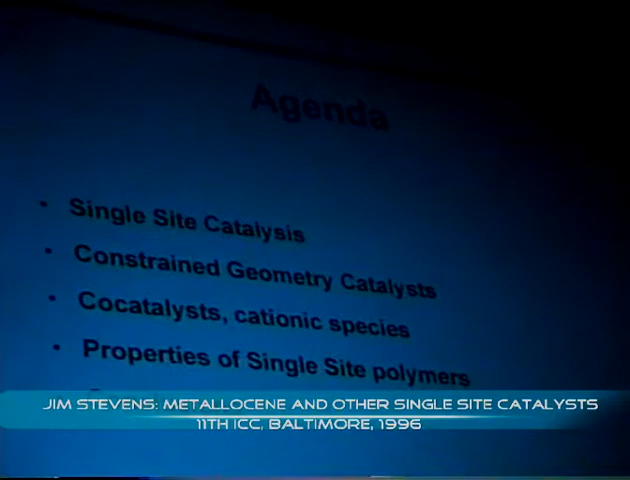 Agenda
• Single Site Catalysis
• Constrained Geometry Catalysts
• Cocatalysts, cationic species
• Properties of Single Site polymers
JIM STEVENS: METALLOCENE AND OTHER SINGLE SITE CATALYSTS
11TH ICC, BALTIMORE, 1996